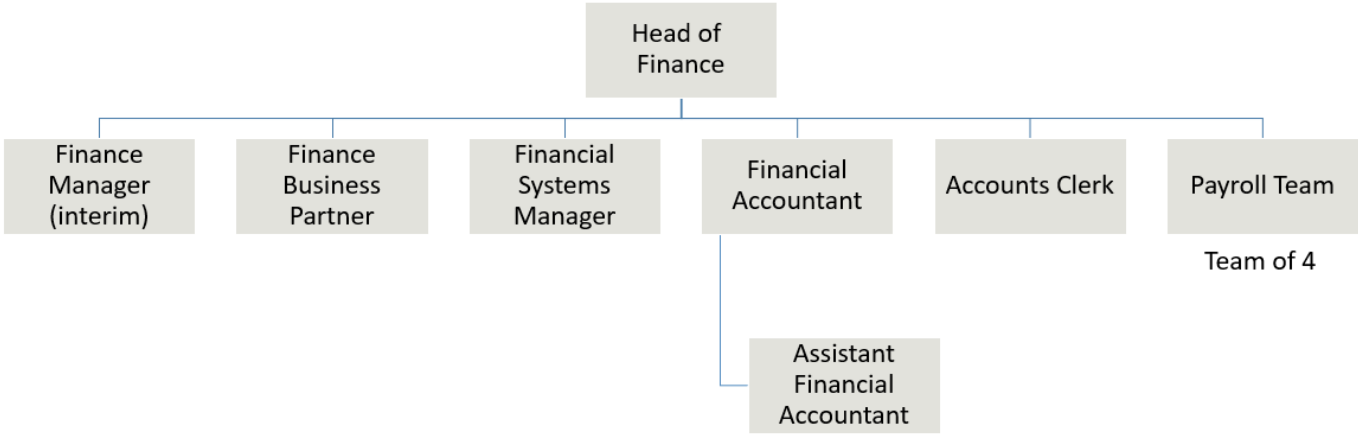 Head of
Finance
Finance
Manager
(interim)
Finance
Business
Partner
Financial
Systems
Manager
Financial
Accountant
Accounts Clerk
Payroll Team
Team of 4
Assistant
Financial
Accountant